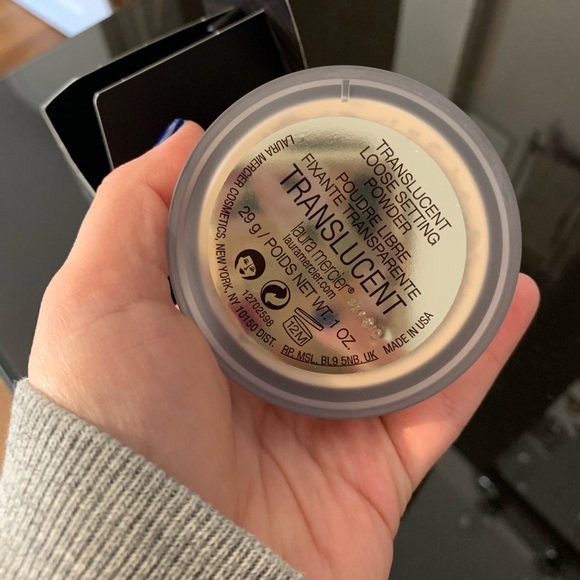 TRANSLUCENT
LOOSE SETTING
POWDER
POUDRE LIBRE
FIXANTE TRANSPARENTE
TRANSLUCENT
laura mercier®
lauramercier.com
29 g / POIDS NET WT. 1 OZ.
12702598
12M
LAURA MERCIER COSMETICS, NEW YORK, NY 10150 DIST. RP, MSL, BL9 5NB, UK MADE IN USA